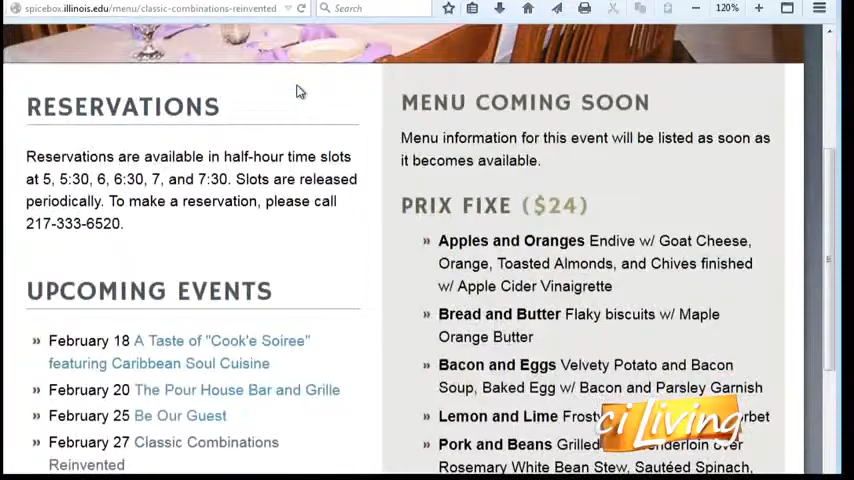 spicebox.illinois.edu/menu/classic-combinations-reinvented
Search
120%
RESERVATIONS
Reservations are available in half-hour time slots
at 5, 5:30, 6, 6:30, 7, and 7:30. Slots are released
periodically. To make a reservation, please call
217-333-6520.
UPCOMING EVENTS
» February 18 A Taste of "Cook'e Soiree"
featuring Caribbean Soul Cuisine
» February 20 The Pour House Bar and Grille
» February 25 Be Our Guest
» February 27 Classic Combinations
Reinvented
MENU COMING SOON
Menu information for this event will be listed as soon as
it becomes available.
PRIX FIXE ($24)
» Apples and Oranges Endive w/ Goat Cheese,
Orange, Toasted Almonds, and Chives finished
w/ Apple Cider Vinaigrette
» Bread and Butter Flaky biscuits w/ Maple
Orange Butter
» Bacon and Eggs Velvety Potato and Bacon
Soup, Baked Egg w/ Bacon and Parsley Garnish
» Lemon and Lime
» Pork and Beans Grilled over
Rosemary White Bean Stew, Sautéed Spinach,
ciLiving